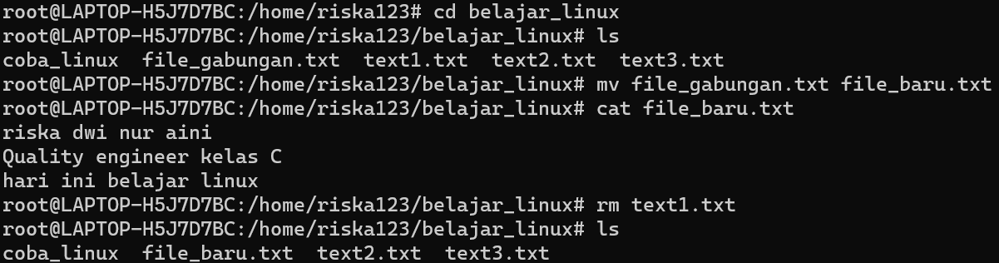 root@LAPTOP-H5J7D7BC:/home/riska123# cd belajar_linux
root@LAPTOP-H5J7D7BC:/home/riska123/belajar_linux# ls
coba_linux  file_gabungan.txt  text1.txt  text2.txt  text3.txt
root@LAPTOP-H5J7D7BC:/home/riska123/belajar_linux# mv file_gabungan.txt file_baru.txt
root@LAPTOP-H5J7D7BC:/home/riska123/belajar_linux# cat file_baru.txt
riska dwi nur aini
Quality engineer kelas C
hari ini belajar linux
root@LAPTOP-H5J7D7BC:/home/riska123/belajar_linux# rm text1.txt
root@LAPTOP-H5J7D7BC:/home/riska123/belajar_linux# ls
coba_linux  file_baru.txt  text2.txt  text3.txt